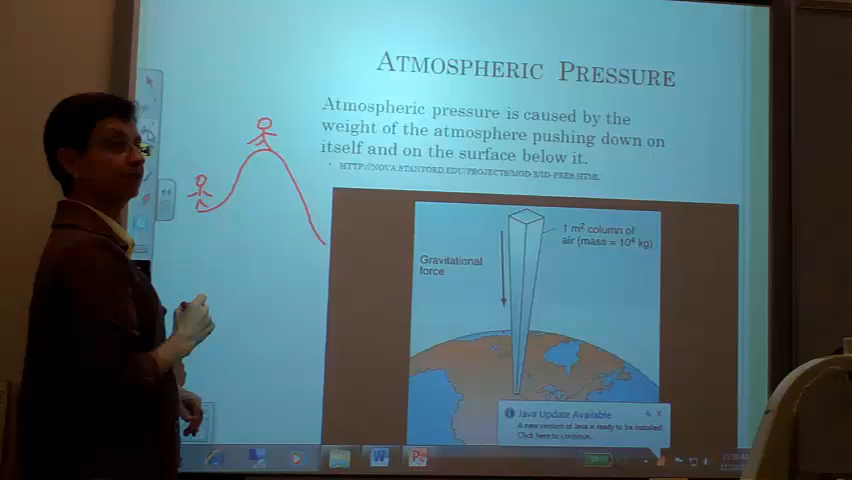 ATMOSPHERIC PRESSURE
Atmospheric pressure is caused by the
weight of the atmosphere pushing down on
itself and on the surface below it.
1 m² column of
air (mass = 10⁴ kg)
Gravitational
force
Java Update Available
A new version of Java is ready to be installed.
Click here to continue.